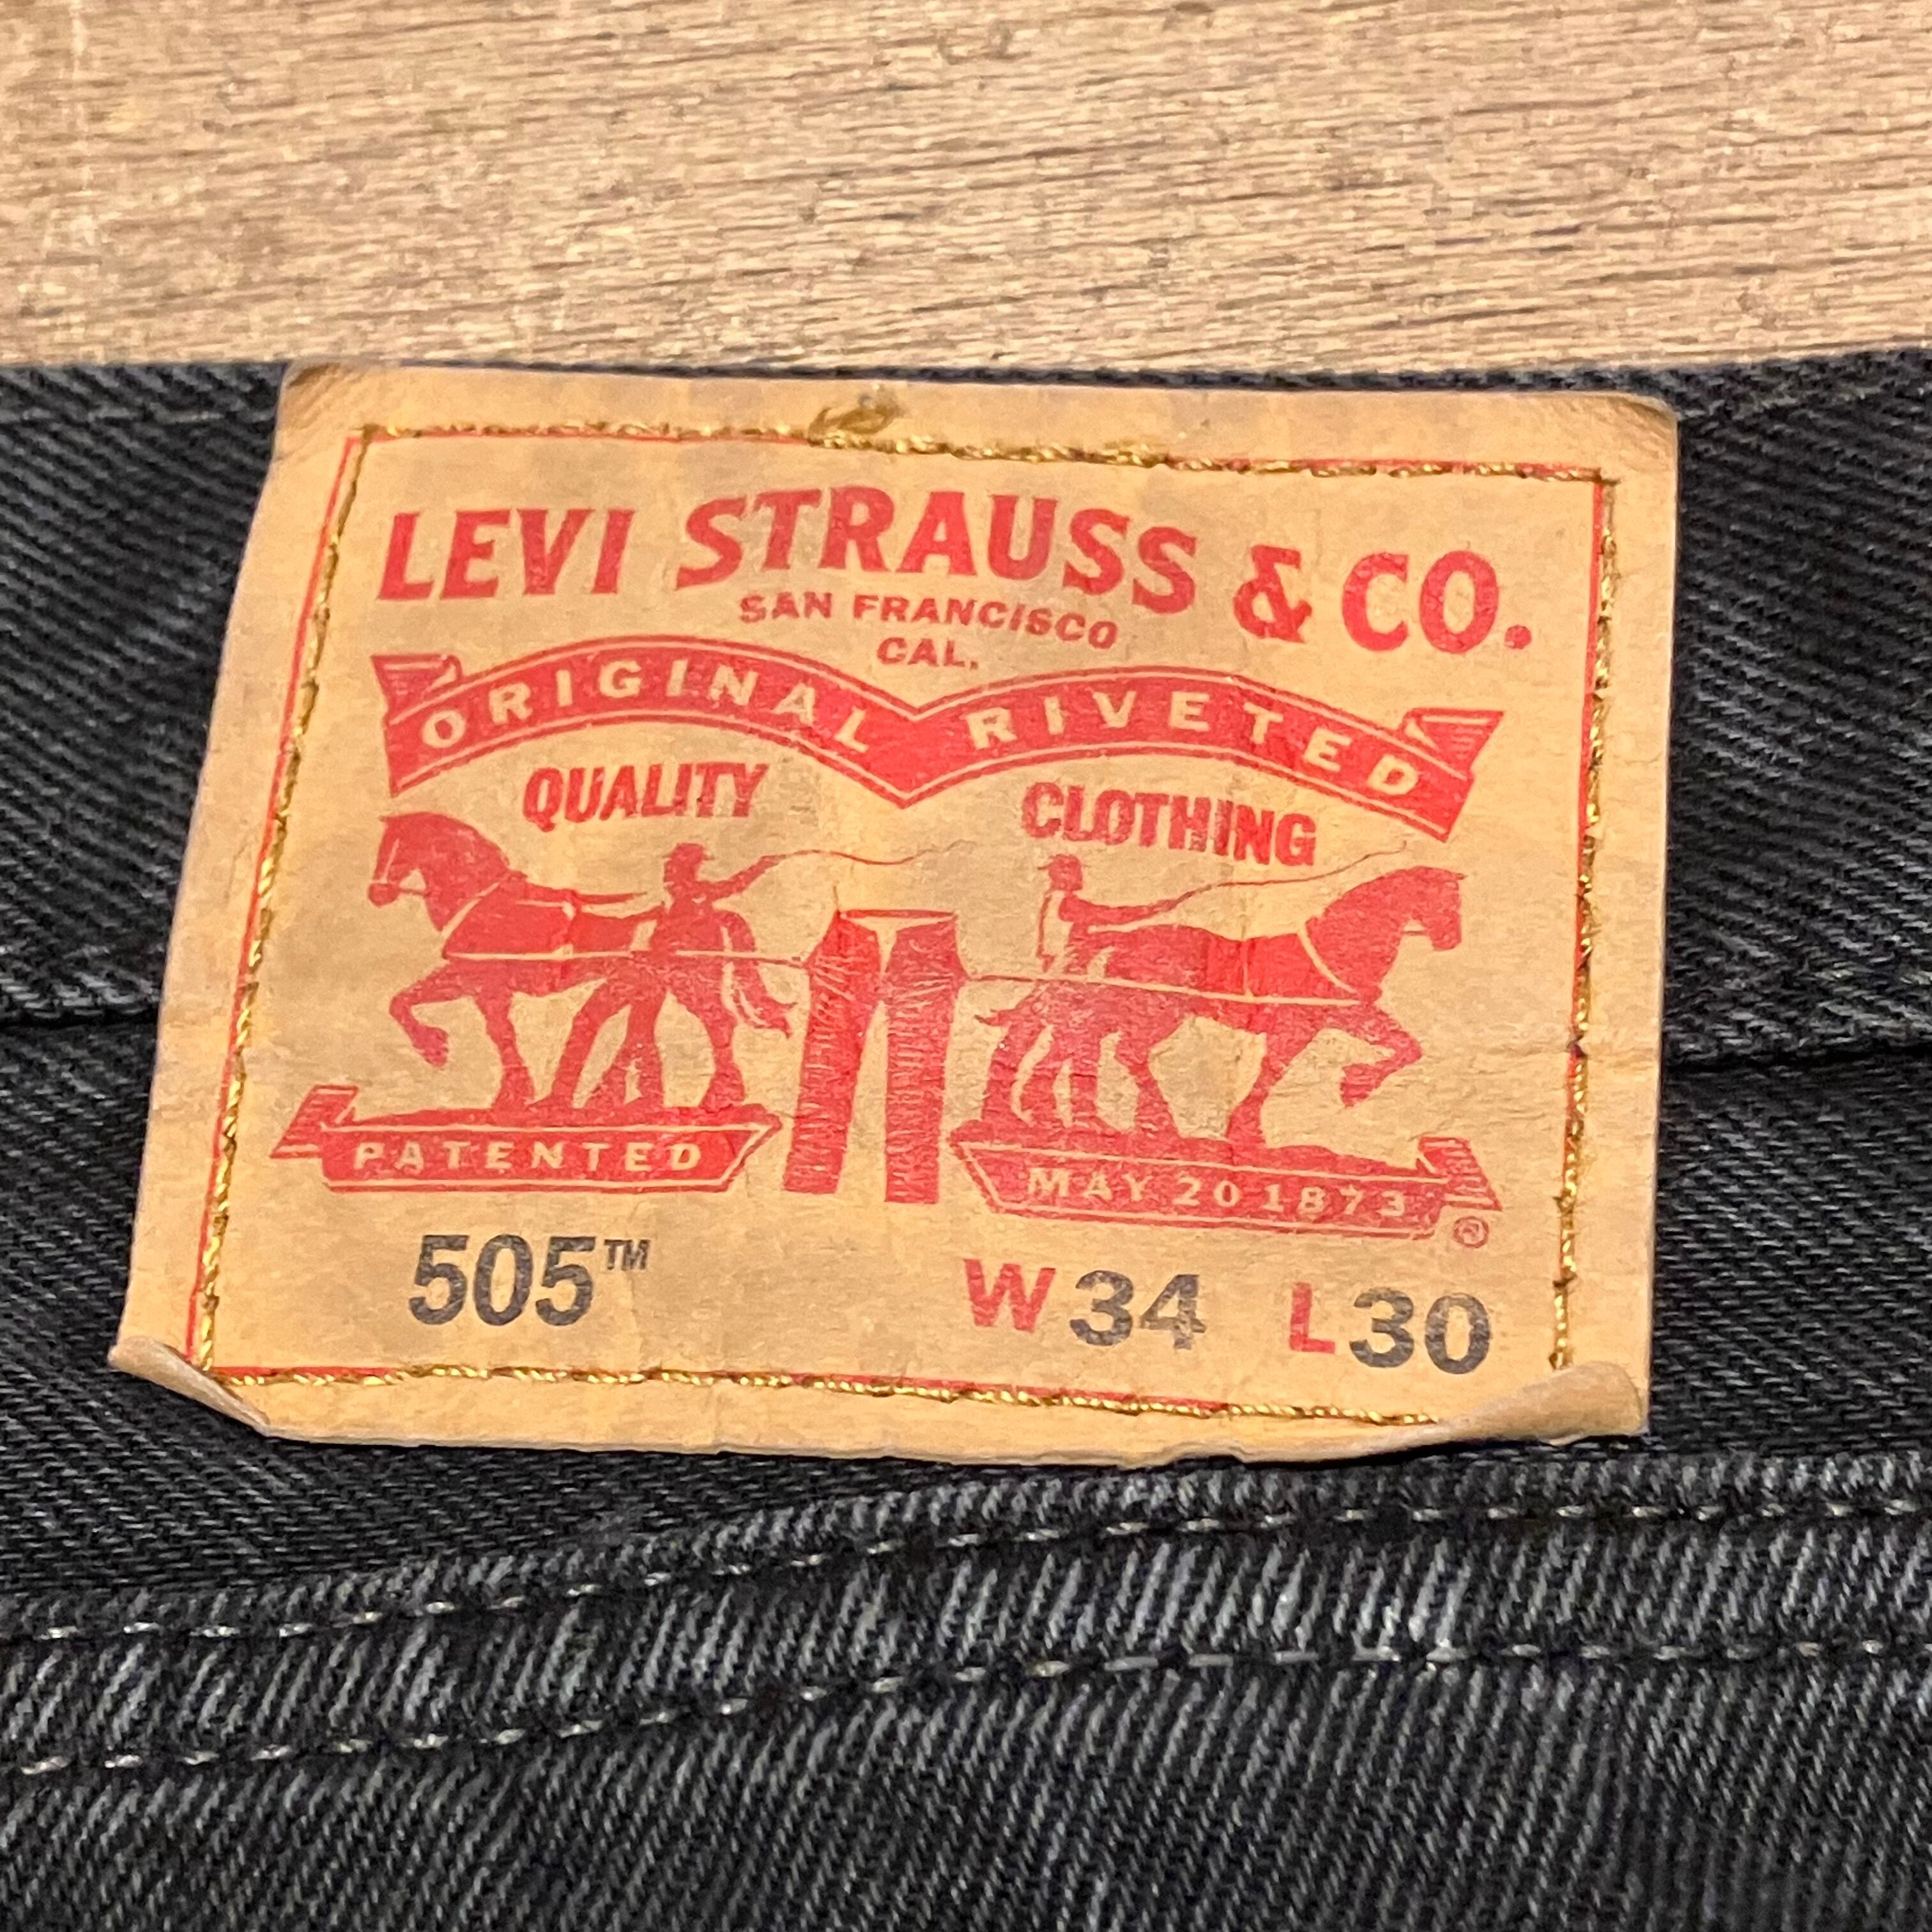 LEVI STRAUSS & CO.
SAN FRANCISCO
CAL.
ORIGINAL RIVETED
QUALITY CLOTHING
PATENTED MAY 20 1873 ®
505™ W34 L30